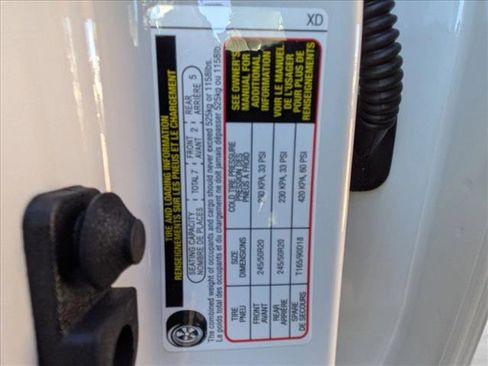 XD
TIRE AND LOADING INFORMATION
RENSEIGNEMENTS SUR LES PNEUS ET LE CHARGEMENT
SEATING CAPACITY TOTAL 7 FRONT 2 REAR 5
NOMBRE DE PLACES AVANT ARRIÈRE
The combined weight of occupants and cargo should never exceed 525kg or 1158lbs.
Le poids total des occupants et du chargement ne doit jamais dépasser 525kg ou 1158lb.
TIRE SIZE COLD TIRE PRESSURE
PNEU DIMENSIONS PRESSION DES
PNEUS À FROID
FRONT 245/50R20 230 KPA, 33 PSI
AVANT
REAR 245/50R20 230 KPA, 33 PSI
ARRIÈRE
SPARE T165/90D18 420 KPA, 60 PSI
DE SECOURS
SEE OWNER'S
MANUAL FOR
ADDITIONAL
INFORMATION
VOIR LE MANUEL
DE L'USAGER
POUR PLUS DE
RENSEIGNEMENTS